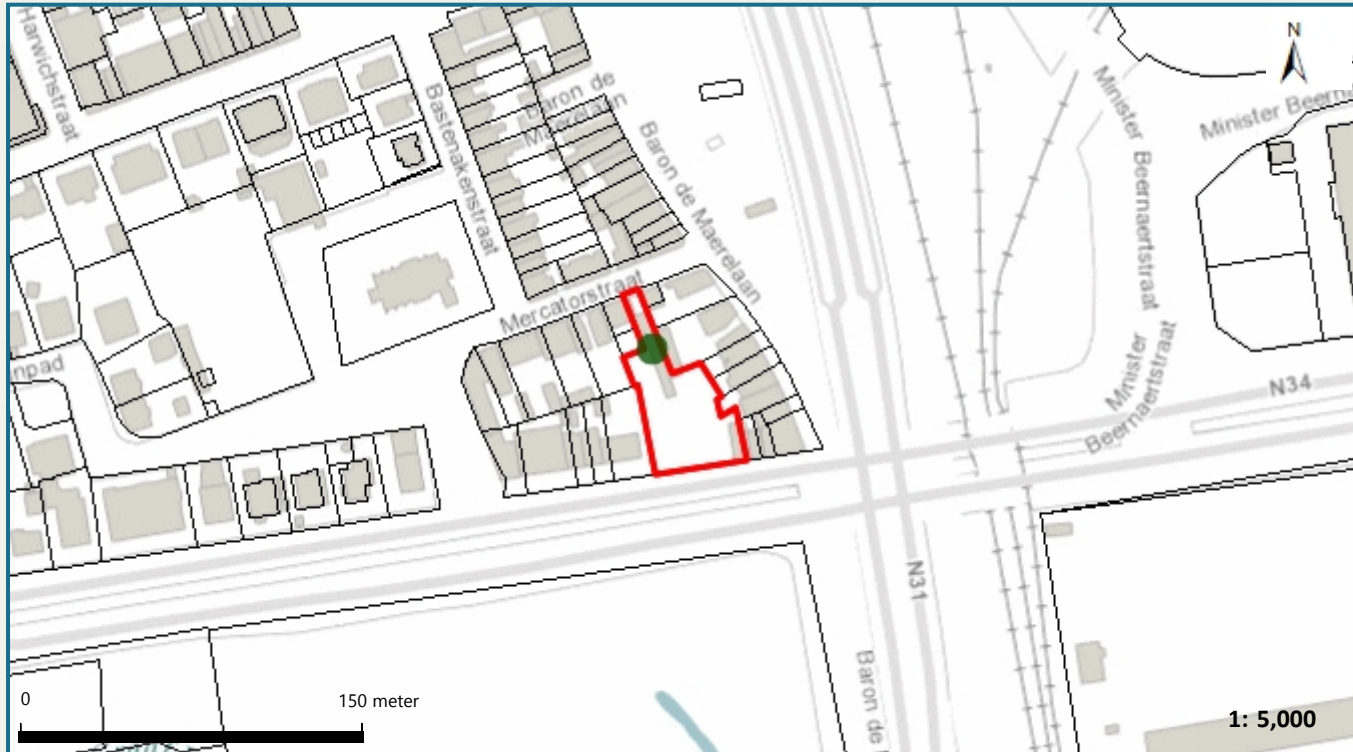 Harwichstraat
Bastenakenstraat
Baron de
Maerelaan
Baron de Maerelaan
N
Minister
Beernaertstraat
Minister Beerna
Mercatorstraat
Minister
Beernaertstraat
N34
npad
N31
Baron de
0
150 meter
1: 5,000